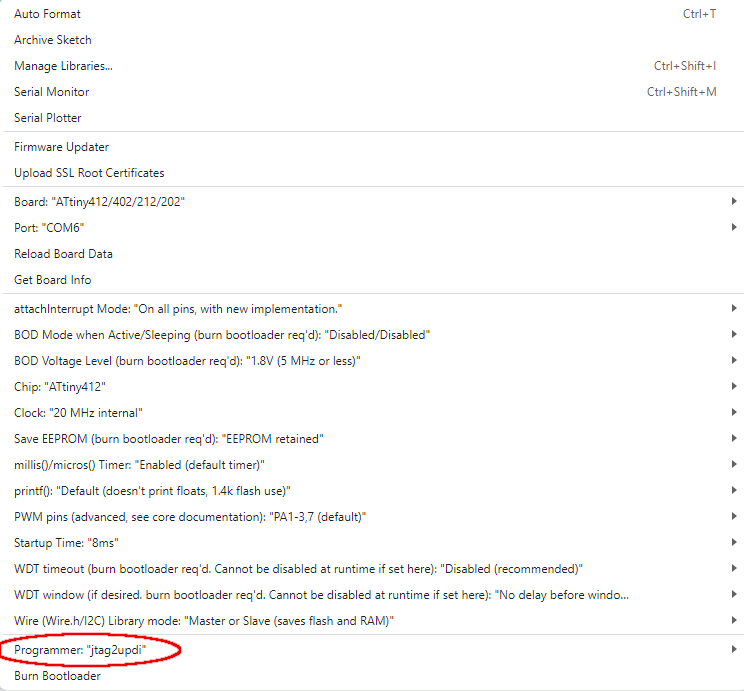 Auto Format Ctrl+T
Archive Sketch
Manage Libraries... Ctrl+Shift+I
Serial Monitor Ctrl+Shift+M
Serial Plotter
Firmware Updater
Upload SSL Root Certificates
Board: "ATtiny412/402/212/202"
Port: "COM6"
Reload Board Data
Get Board Info
attachInterrupt Mode: "On all pins, with new implementation."
BOD Mode when Active/Sleeping (burn bootloader req'd): "Disabled/Disabled"
BOD Voltage Level (burn bootloader req'd): "1.8V (5 MHz or less)"
Chip: "ATtiny412"
Clock: "20 MHz internal"
Save EEPROM (burn bootloader req'd): "EEPROM retained"
millis()/micros() Timer: "Enabled (default timer)"
printf(): "Default (doesn't print floats, 1.4k flash use)"
PWM pins (advanced, see core documentation): "PA1-3,7 (default)"
Startup Time: "8ms"
WDT timeout (burn bootloader req'd. Cannot be disabled at runtime if set here): "Disabled (recommended)"
WDT window (if desired. burn bootloader req'd. Cannot be disabled at runtime if set here): "No delay before windo...
Wire (Wire.h/I2C) Library mode: "Master or Slave (saves flash and RAM)"
Programmer: "jtag2updi"
Burn Bootloader